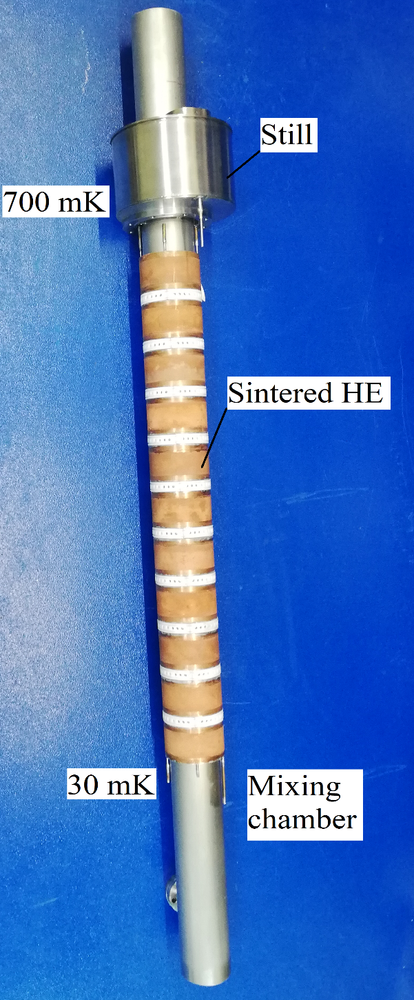 Still
700 mK
Sintered HE
30 mK
Mixing
chamber